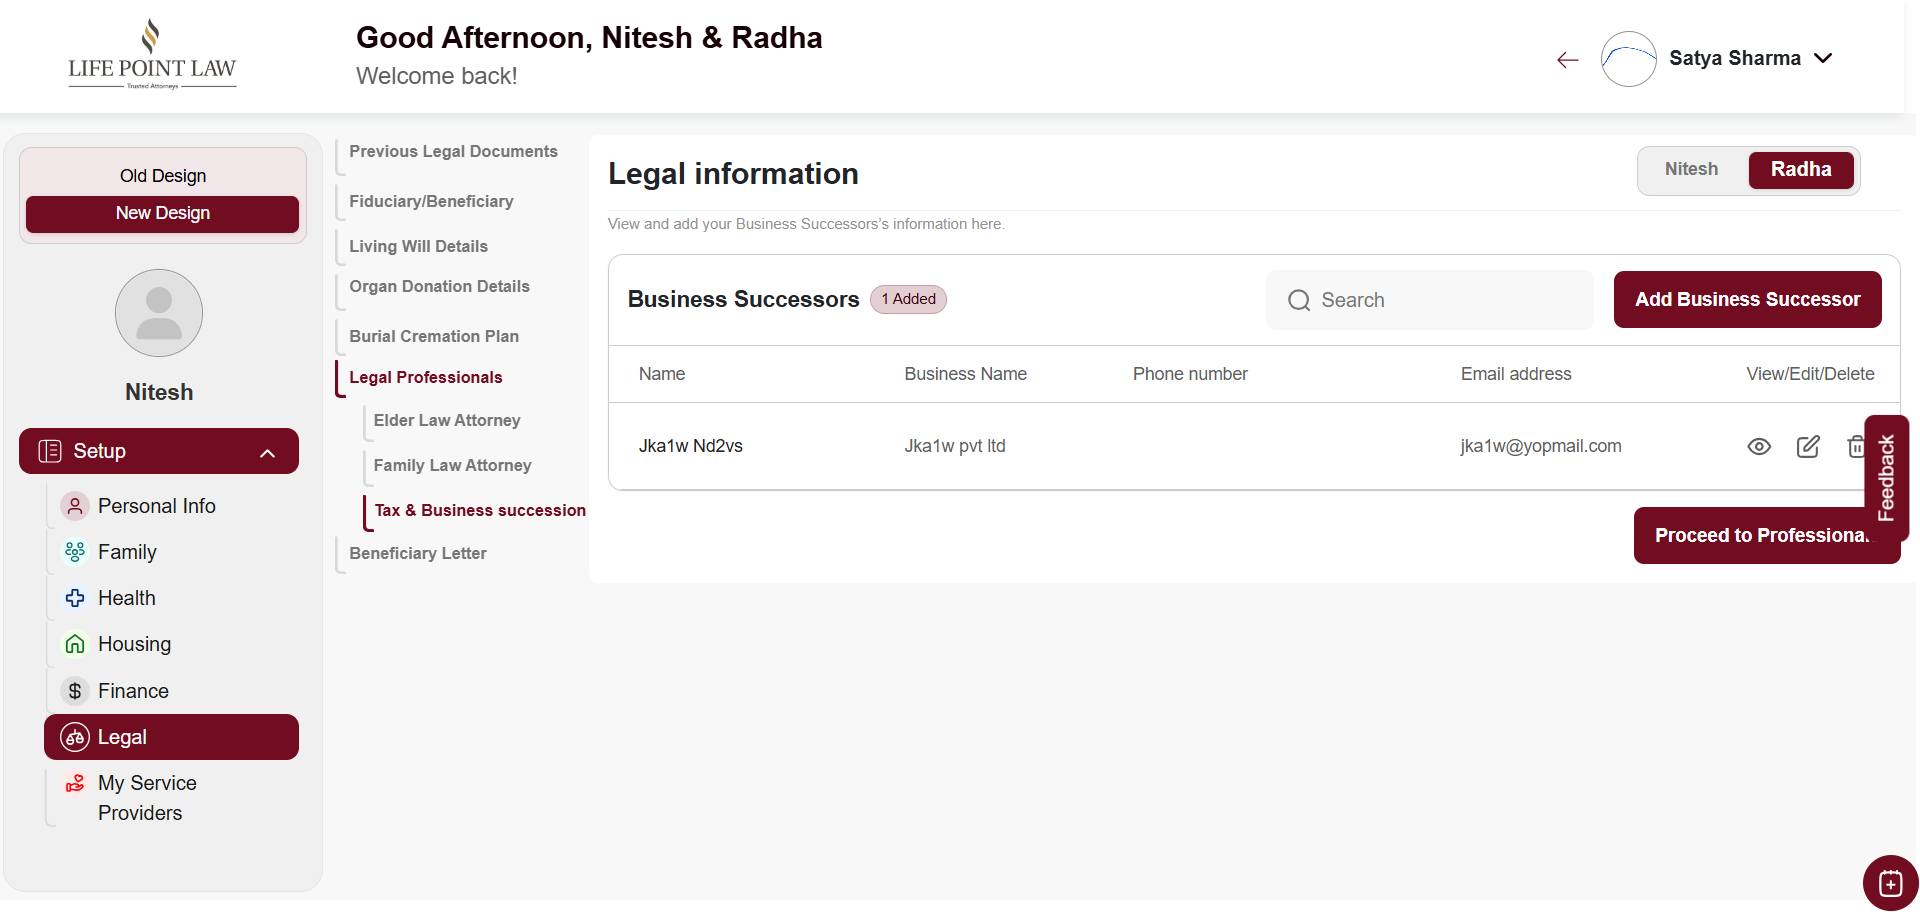 LIFE POINT LAW
Trusted Attorneys
Good Afternoon, Nitesh & Radha
Welcome back!
Satya Sharma
Old Design
New Design
Nitesh
Setup
Personal Info
Family
Health
Housing
Finance
Legal
My Service
Providers
Previous Legal Documents
Fiduciary/Beneficiary
Living Will Details
Organ Donation Details
Burial Cremation Plan
Legal Professionals
Elder Law Attorney
Family Law Attorney
Tax & Business succession
Beneficiary Letter
Legal information
Nitesh Radha
View and add your Business Successors's information here.
Business Successors 1 Added Search Add Business Successor
Name Business Name Phone number Email address View/Edit/Delete
Jka1w Nd2vs Jka1w pvt ltd jka1w@yopmail.com
Feedback
Proceed to